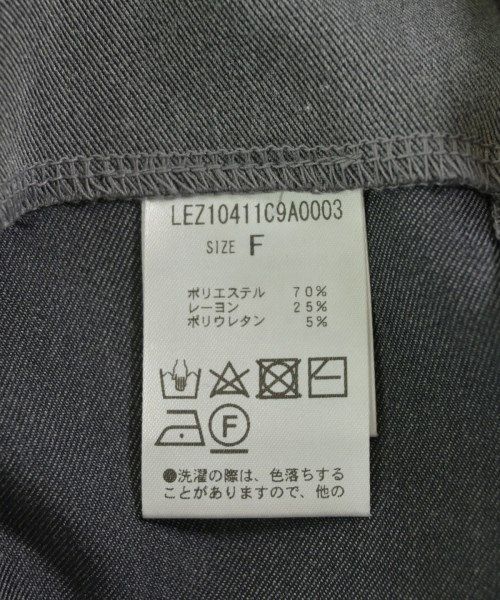 LEZ10411C9A0003
SIZE F
ポリエステル 70%
レーヨン 25%
ポリウレタン 5%
F
●洗濯の際は、色落ちする
ことがありますので、他の